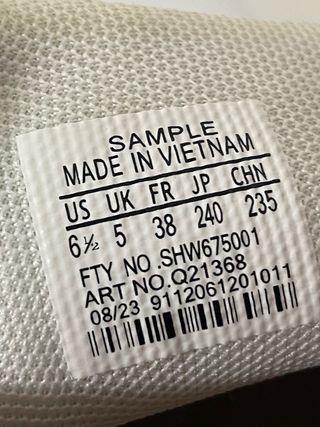 SAMPLE
MADE IN VIETNAM
US UK FR JP CHN
6½ 5 38 240 235
FTY NO.SHW675001
ART NO.Q21368
08/23 9112061201011